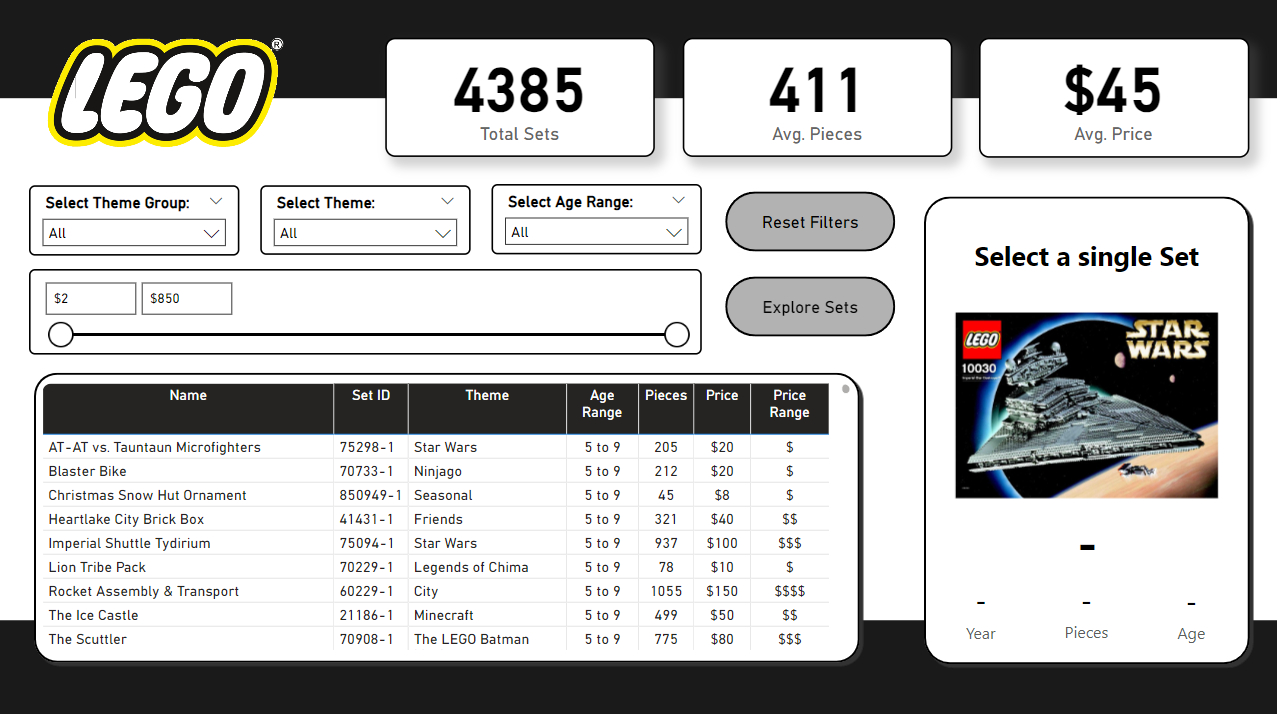 LEGO ®
4385
Total Sets
411
Avg. Pieces
$45
Avg. Price
Select Theme Group:
All
Select Theme:
All
Select Age Range:
All
Reset Filters
$2 $850
Explore Sets
Name Set ID Theme Age Range Pieces Price Price Range
AT-AT vs. Tauntaun Microfighters 75298-1 Star Wars 5 to 9 205 $20 $
Blaster Bike 70733-1 Ninjago 5 to 9 212 $20 $
Christmas Snow Hut Ornament 850949-1 Seasonal 5 to 9 45 $8 $
Heartlake City Brick Box 41431-1 Friends 5 to 9 321 $40 $$
Imperial Shuttle Tydirium 75094-1 Star Wars 5 to 9 937 $100 $$$
Lion Tribe Pack 70229-1 Legends of Chima 5 to 9 78 $10 $
Rocket Assembly & Transport 60229-1 City 5 to 9 1055 $150 $$$$
The Ice Castle 21186-1 Minecraft 5 to 9 499 $50 $$
The Scuttler 70908-1 The LEGO Batman 5 to 9 775 $80 $$$
Select a single Set
LEGO
STAR WARS
10030
-
- - -
Year Pieces Age